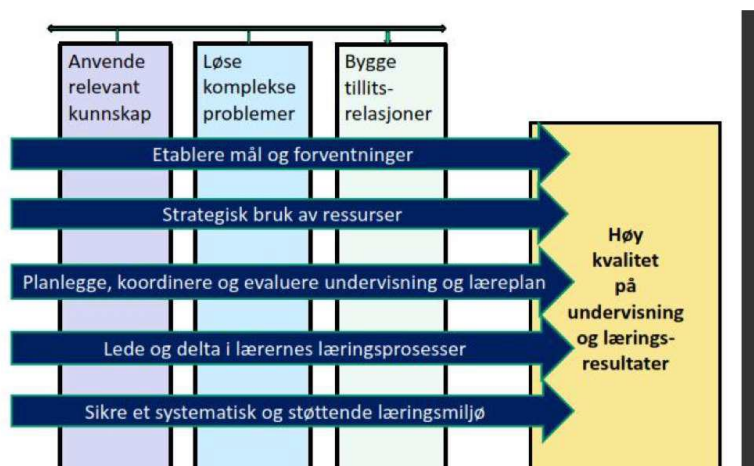 Anvende
relevant
kunnskap
Løse
komplekse
problemer
Bygge
tillits-
relasjoner
Etablere mål og forventninger
Strategisk bruk av ressurser
Planlegge, koordinere og evaluere undervisning og læreplan
Lede og delta i lærernes læringsprosesser
Sikre et systematisk og støttende læringsmiljø
Høy
kvalitet
på
undervisning
og lærings-
resultater